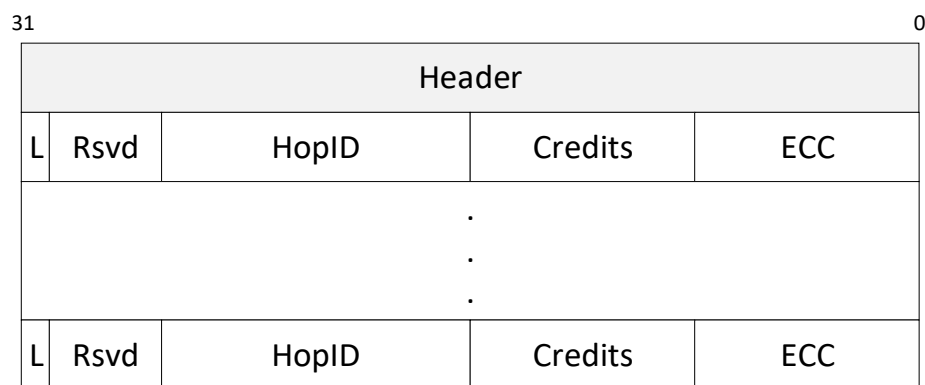 31 0
Header
L Rsvd HopID Credits ECC
.
.
.
L Rsvd HopID Credits ECC